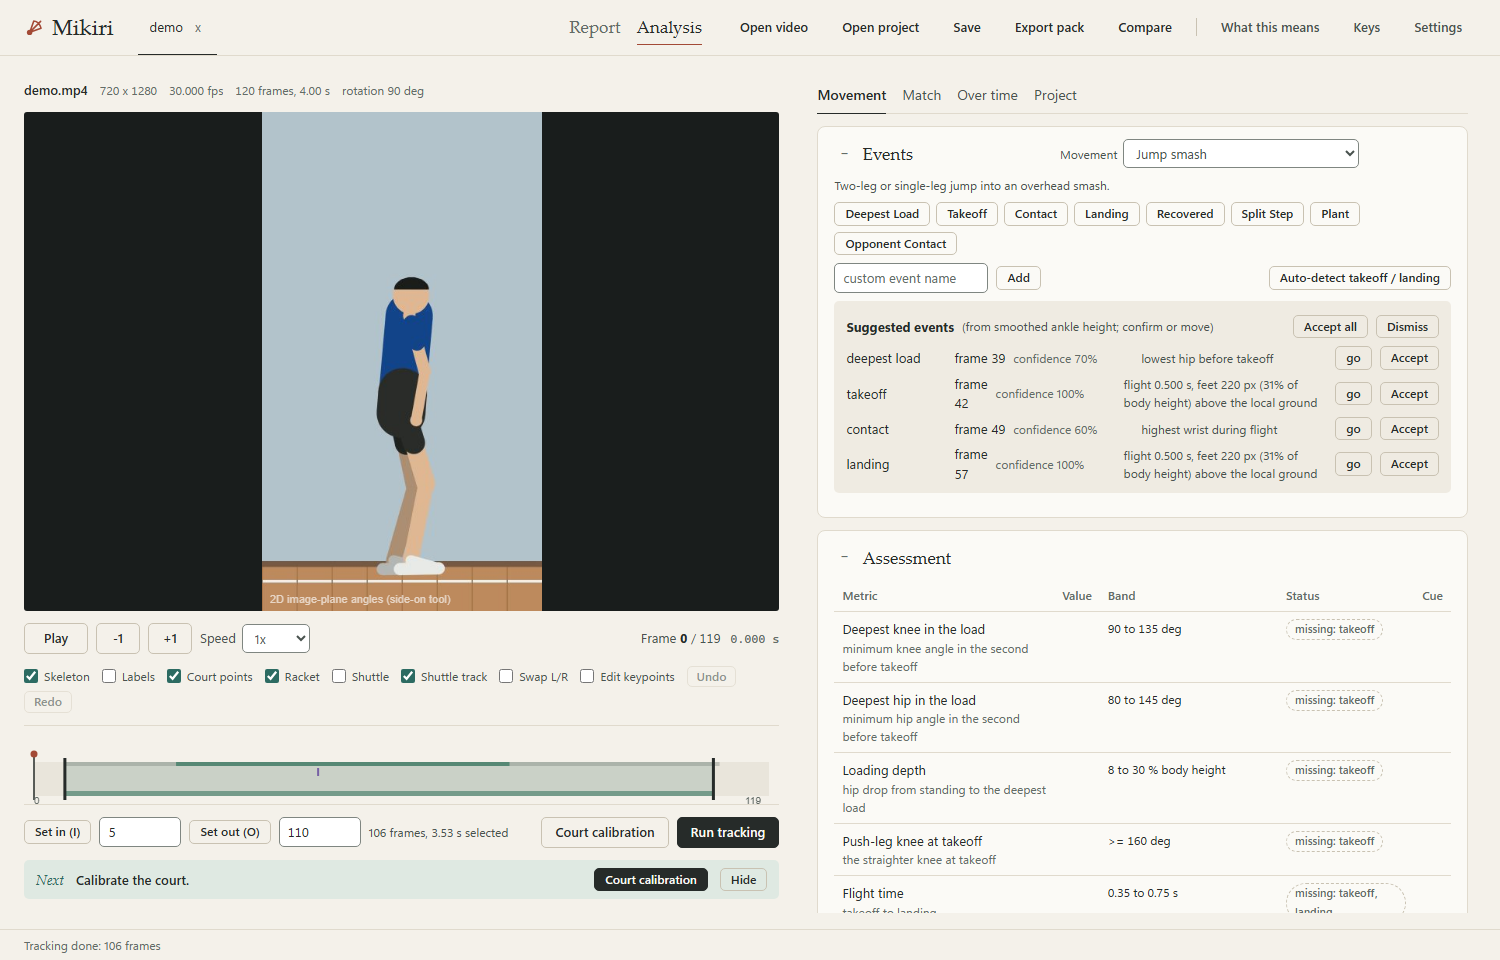 Mikiri
demo x
Report Analysis Open video Open project Save Export pack Compare What this means Keys Settings
demo.mp4 720 x 1280 30.000 fps 120 frames, 4.00 s rotation 90 deg
2D image-plane angles (side-on tool)
Play -1 +1 Speed 1x Frame 0 / 119 0.000 s
Skeleton Labels Court points Racket Shuttle Shuttle track Swap L/R Edit keypoints Undo
Redo
0 119
Set in (I) 5 Set out (O) 110 106 frames, 3.53 s selected Court calibration Run tracking
Next Calibrate the court. Court calibration Hide
Movement Match Over time Project
– Events Movement Jump smash
Two-leg or single-leg jump into an overhead smash.
Deepest Load Takeoff Contact Landing Recovered Split Step Plant
Opponent Contact
custom event name Add Auto-detect takeoff / landing
Suggested events (from smoothed ankle height; confirm or move) Accept all Dismiss
deepest load frame 39 confidence 70% lowest hip before takeoff go Accept
takeoff frame 42 confidence 100% flight 0.500 s, feet 220 px (31% of
body height) above the local ground go Accept
contact frame 49 confidence 60% highest wrist during flight go Accept
landing frame 57 confidence 100% flight 0.500 s, feet 220 px (31% of
body height) above the local ground go Accept
– Assessment
Metric Value Band Status Cue
Deepest knee in the load 90 to 135 deg missing: takeoff
minimum knee angle in the second
before takeoff
Deepest hip in the load 80 to 145 deg missing: takeoff
minimum hip angle in the second
before takeoff
Loading depth 8 to 30 % body height missing: takeoff
hip drop from standing to the deepest
load
Push-leg knee at takeoff >= 160 deg missing: takeoff
the straighter knee at takeoff
Flight time 0.35 to 0.75 s missing: takeoff,
takeoff to landing landing
Tracking done: 106 frames